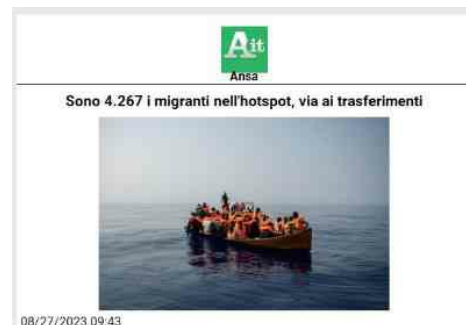 Ait
Ansa
Sono 4.267 i migranti nell'hotspot, via ai trasferimenti
08/27/2023 09:43